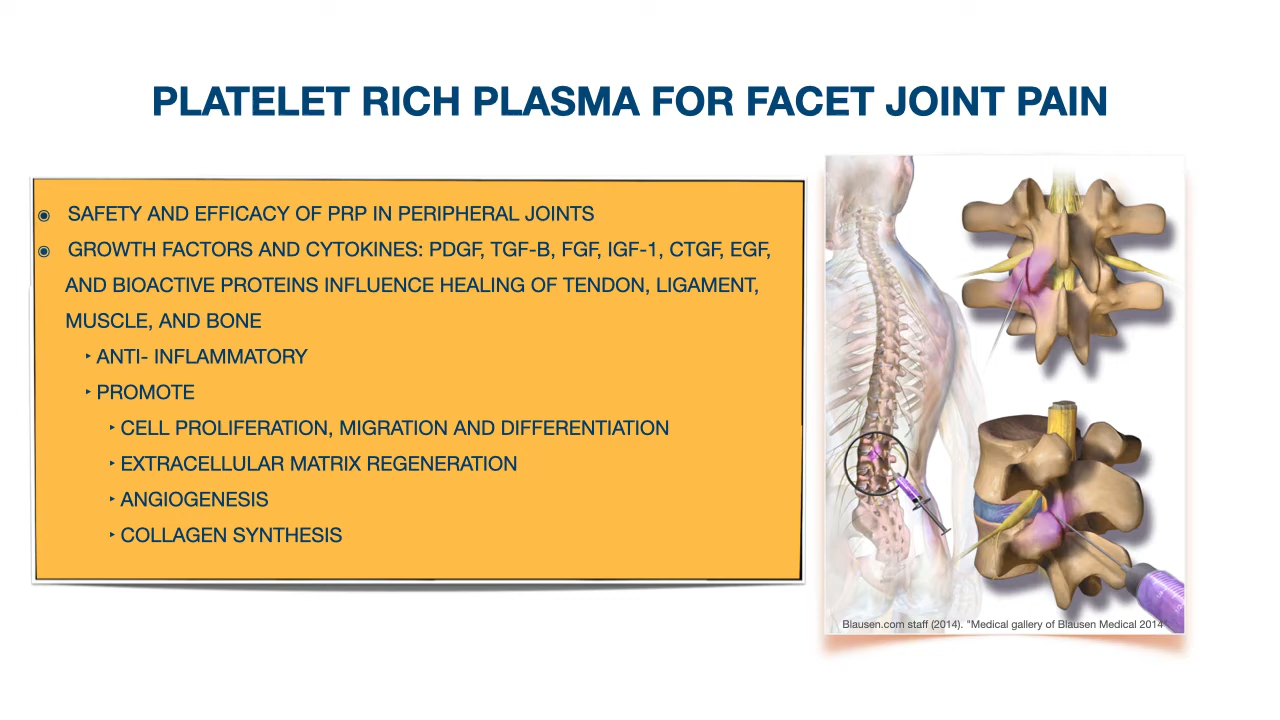 PLATELET RICH PLASMA FOR FACET JOINT PAIN
◉ SAFETY AND EFFICACY OF PRP IN PERIPHERAL JOINTS
◉ GROWTH FACTORS AND CYTOKINES: PDGF, TGF-B, FGF, IGF-1, CTGF, EGF,
AND BIOACTIVE PROTEINS INFLUENCE HEALING OF TENDON, LIGAMENT,
MUSCLE, AND BONE
‣ ANTI- INFLAMMATORY
‣ PROMOTE
‣ CELL PROLIFERATION, MIGRATION AND DIFFERENTIATION
‣ EXTRACELLULAR MATRIX REGENERATION
‣ ANGIOGENESIS
‣ COLLAGEN SYNTHESIS
Blausen.com staff (2014). "Medical gallery of Blausen Medical 2014"